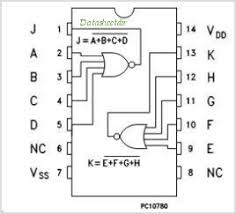 Datasheetdir
J 1
14 VDD
J = A+B+C+D
A 2
13 K
B 3
12 H
C 4
11 G
D 5
10 F
NC 6
9 E
K = E+F+G+H
VSS 7
8 NC
PC10780